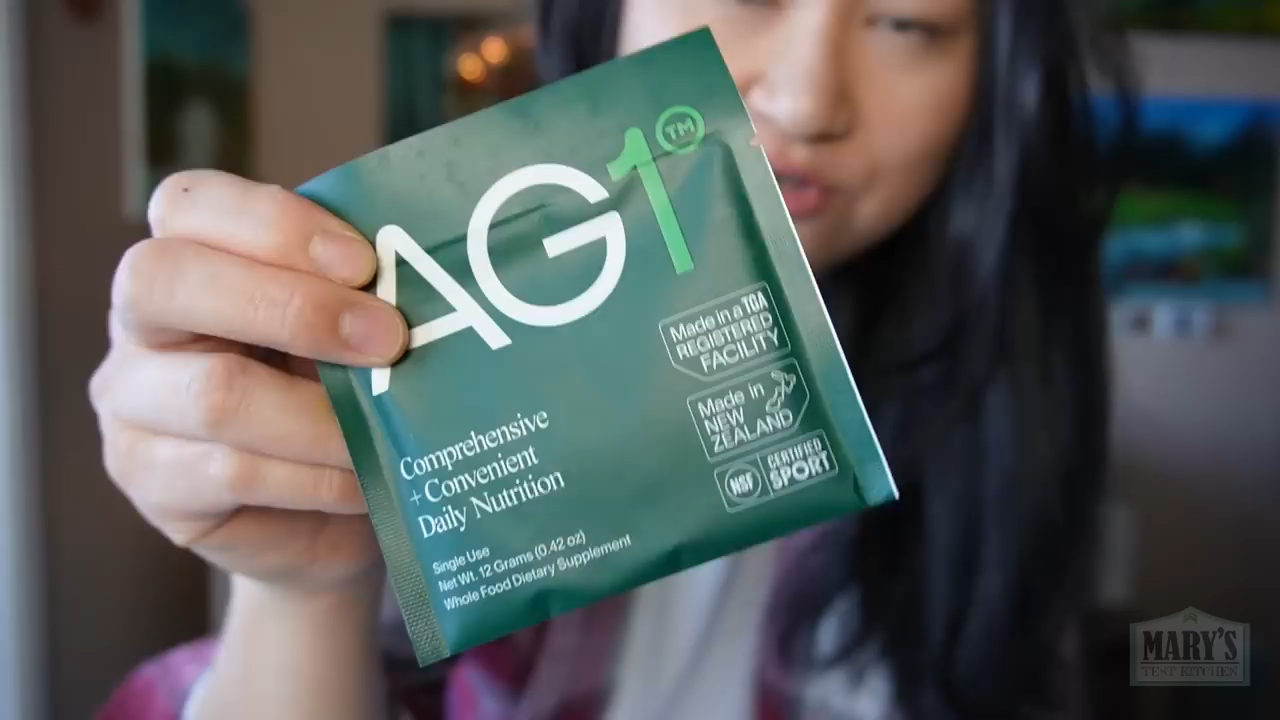 AG1™
Made in a TGA
REGISTERED
FACILITY
Made in
NEW
ZEALAND
NSF
CERTIFIED
SPORT
Comprehensive
+ Convenient
Daily Nutrition
Single Use
Net Wt. 12 Grams (0.42 oz)
Whole Food Dietary Supplement
MARY'S
TEST KITCHEN